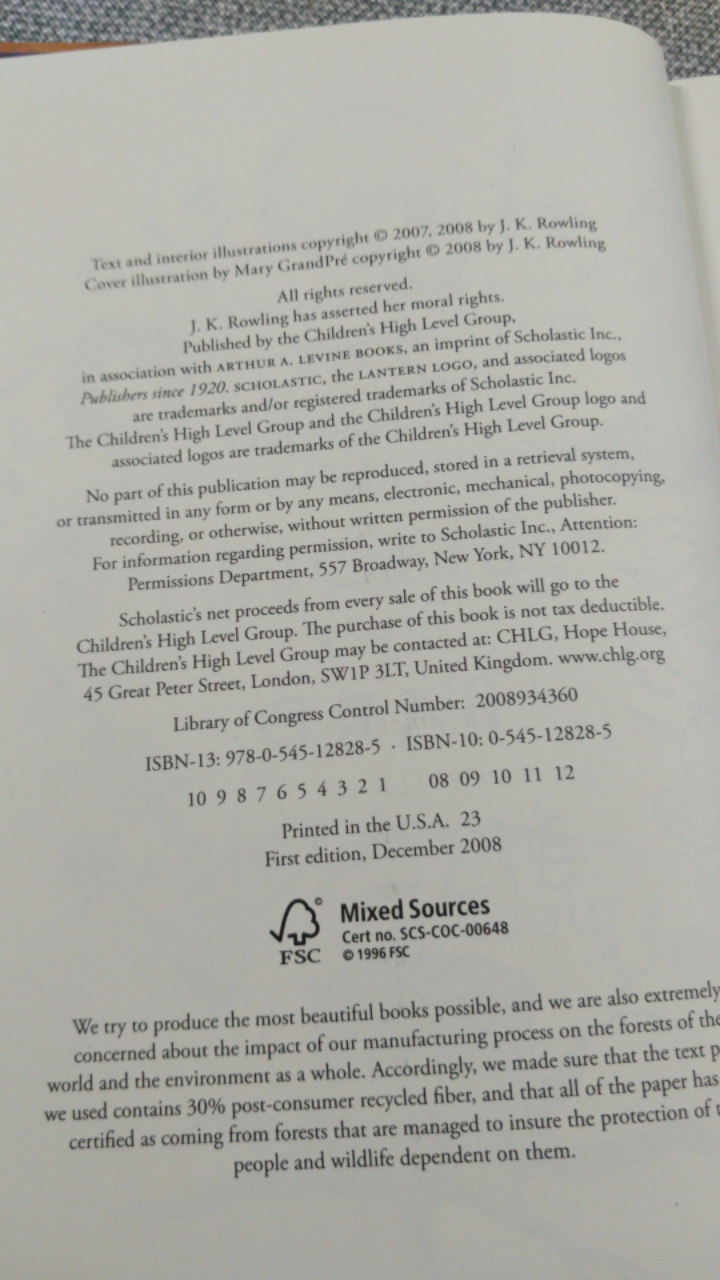 Text and interior illustrations copyright © 2007, 2008 by J. K. Rowling
Cover illustration by Mary GrandPré copyright © 2008 by J. K. Rowling
All rights reserved.
J. K. Rowling has asserted her moral rights.
Published by the Children's High Level Group,
in association with ARTHUR A. LEVINE BOOKS, an imprint of Scholastic Inc.,
Publishers since 1920. SCHOLASTIC, the LANTERN LOGO, and associated logos
are trademarks and/or registered trademarks of Scholastic Inc.
The Children's High Level Group and the Children's High Level Group logo and
associated logos are trademarks of the Children's High Level Group.
No part of this publication may be reproduced, stored in a retrieval system,
or transmitted in any form or by any means, electronic, mechanical, photocopying,
recording, or otherwise, without written permission of the publisher.
For information regarding permission, write to Scholastic Inc., Attention:
Permissions Department, 557 Broadway, New York, NY 10012.
Scholastic's net proceeds from every sale of this book will go to the
Children's High Level Group. The purchase of this book is not tax deductible.
The Children's High Level Group may be contacted at: CHLG, Hope House,
45 Great Peter Street, London, SW1P 3LT, United Kingdom. www.chlg.org
Library of Congress Control Number: 2008934360
ISBN-13: 978-0-545-12828-5 · ISBN-10: 0-545-12828-5
10 9 8 7 6 5 4 3 2 1 08 09 10 11 12
Printed in the U.S.A. 23
First edition, December 2008
FSC
Mixed Sources
Cert no. SCS-COC-00648
© 1996 FSC
We try to produce the most beautiful books possible, and we are also extremely
concerned about the impact of our manufacturing process on the forests of the
world and the environment as a whole. Accordingly, we made sure that the text
we used contains 30% post-consumer recycled fiber, and that all of the paper has
certified as coming from forests that are managed to insure the protection of
people and wildlife dependent on them.